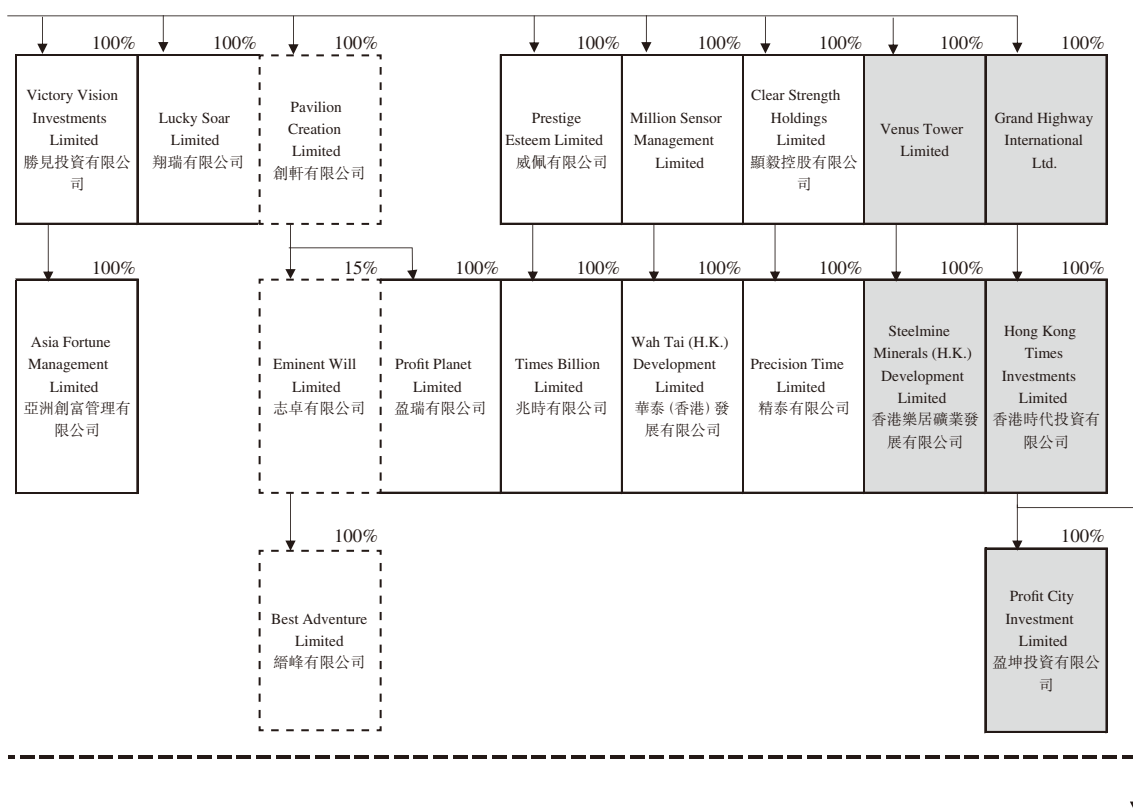 100%
100%
100%
100%
100%
100%
100%
100%
Victory Vision
Investments
Limited
勝見投資有限公
司
Lucky Soar
Limited
翔瑞有限公司
Pavilion
Creation
Limited
創軒有限公司
Prestige
Esteem Limited
威佩有限公司
Million Sensor
Management
Limited
Clear Strength
Holdings
Limited
顯毅控股有限公
司
Venus Tower
Limited
Grand Highway
International
Ltd.
100%
15%
100%
100%
100%
100%
100%
100%
Asia Fortune
Management
Limited
亞洲創富管理有
限公司
Eminent Will
Limited
志卓有限公司
Profit Planet
Limited
盈瑞有限公司
Times Billion
Limited
兆時有限公司
Wah Tai (H.K.)
Development
Limited
華泰 (香港) 發
展有限公司
Precision Time
Limited
精泰有限公司
Steelmine
Minerals (H.K.)
Development
Limited
香港樂居礦業發
展有限公司
Hong Kong
Times
Investments
Limited
香港時代投資有
限公司
100%
100%
Best Adventure
Limited
縉峰有限公司
Profit City
Investment
Limited
盈坤投資有限公
司